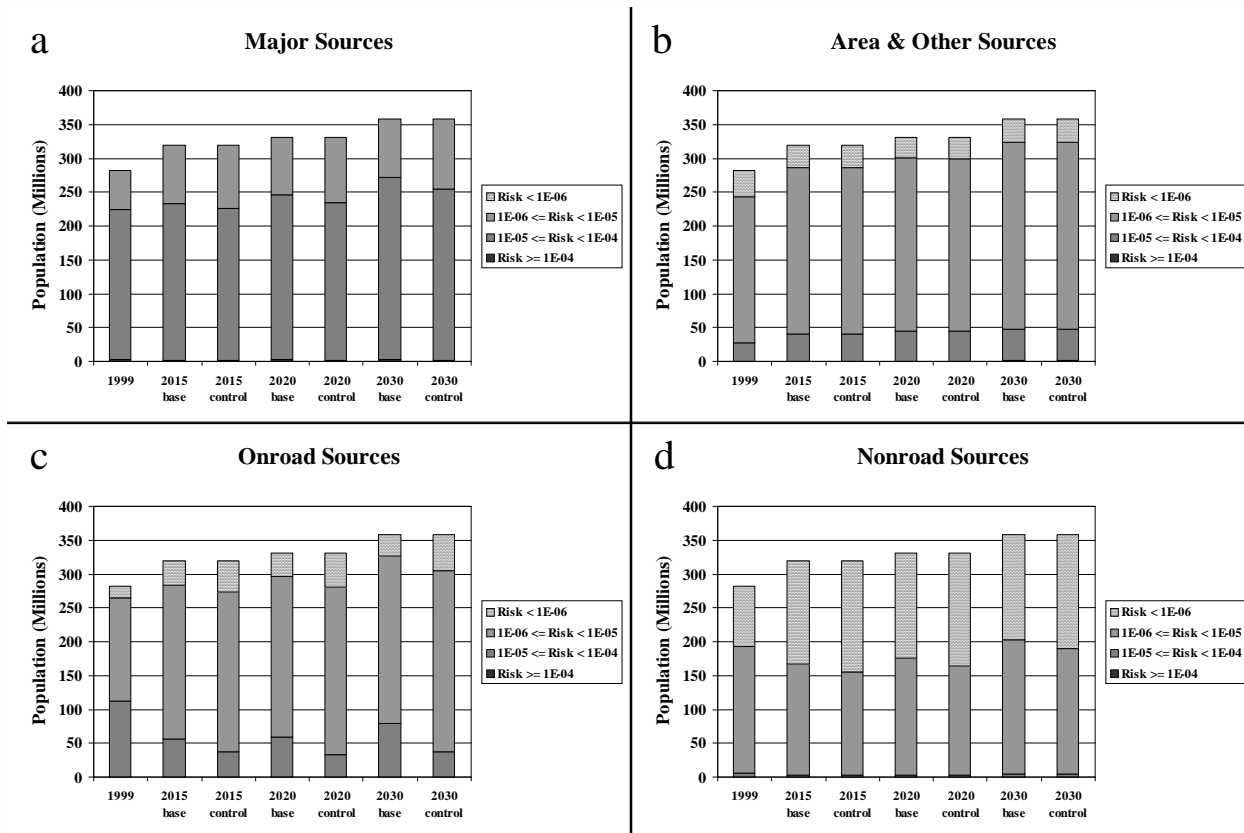 a
Major Sources
Population (Millions)
400
350
300
250
200
150
100
50
0
1999
2015 base
2015 control
2020 base
2020 control
2030 base
2030 control
Risk < 1E-06
1E-06 <= Risk < 1E-05
1E-05 <= Risk < 1E-04
Risk >= 1E-04
b
Area & Other Sources
Population (Millions)
400
350
300
250
200
150
100
50
0
1999
2015 base
2015 control
2020 base
2020 control
2030 base
2030 control
Risk < 1E-06
1E-06 <= Risk < 1E-05
1E-05 <= Risk < 1E-04
Risk >= 1E-04
c
Onroad Sources
Population (Millions)
400
350
300
250
200
150
100
50
0
1999
2015 base
2015 control
2020 base
2020 control
2030 base
2030 control
Risk < 1E-06
1E-06 <= Risk < 1E-05
1E-05 <= Risk < 1E-04
Risk >= 1E-04
d
Nonroad Sources
Population (Millions)
400
350
300
250
200
150
100
50
0
1999
2015 base
2015 control
2020 base
2020 control
2030 base
2030 control
Risk < 1E-06
1E-06 <= Risk < 1E-05
1E-05 <= Risk < 1E-04
Risk >= 1E-04